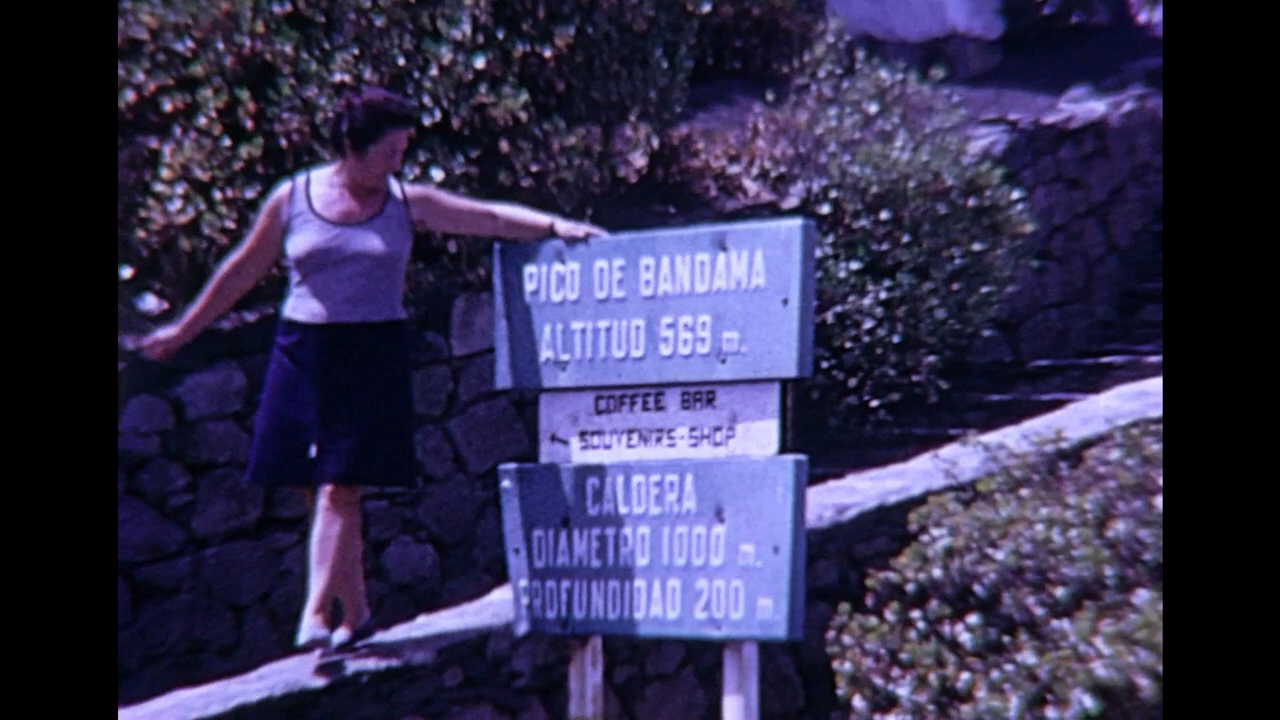 PICO DE BANDAMA
ALTITUD 569 m.
COFFEE BAR
SOUVENIRS-SHOP
CALDERA
DIAMETRO 1000 m.
PROFUNDIDAD 200 m